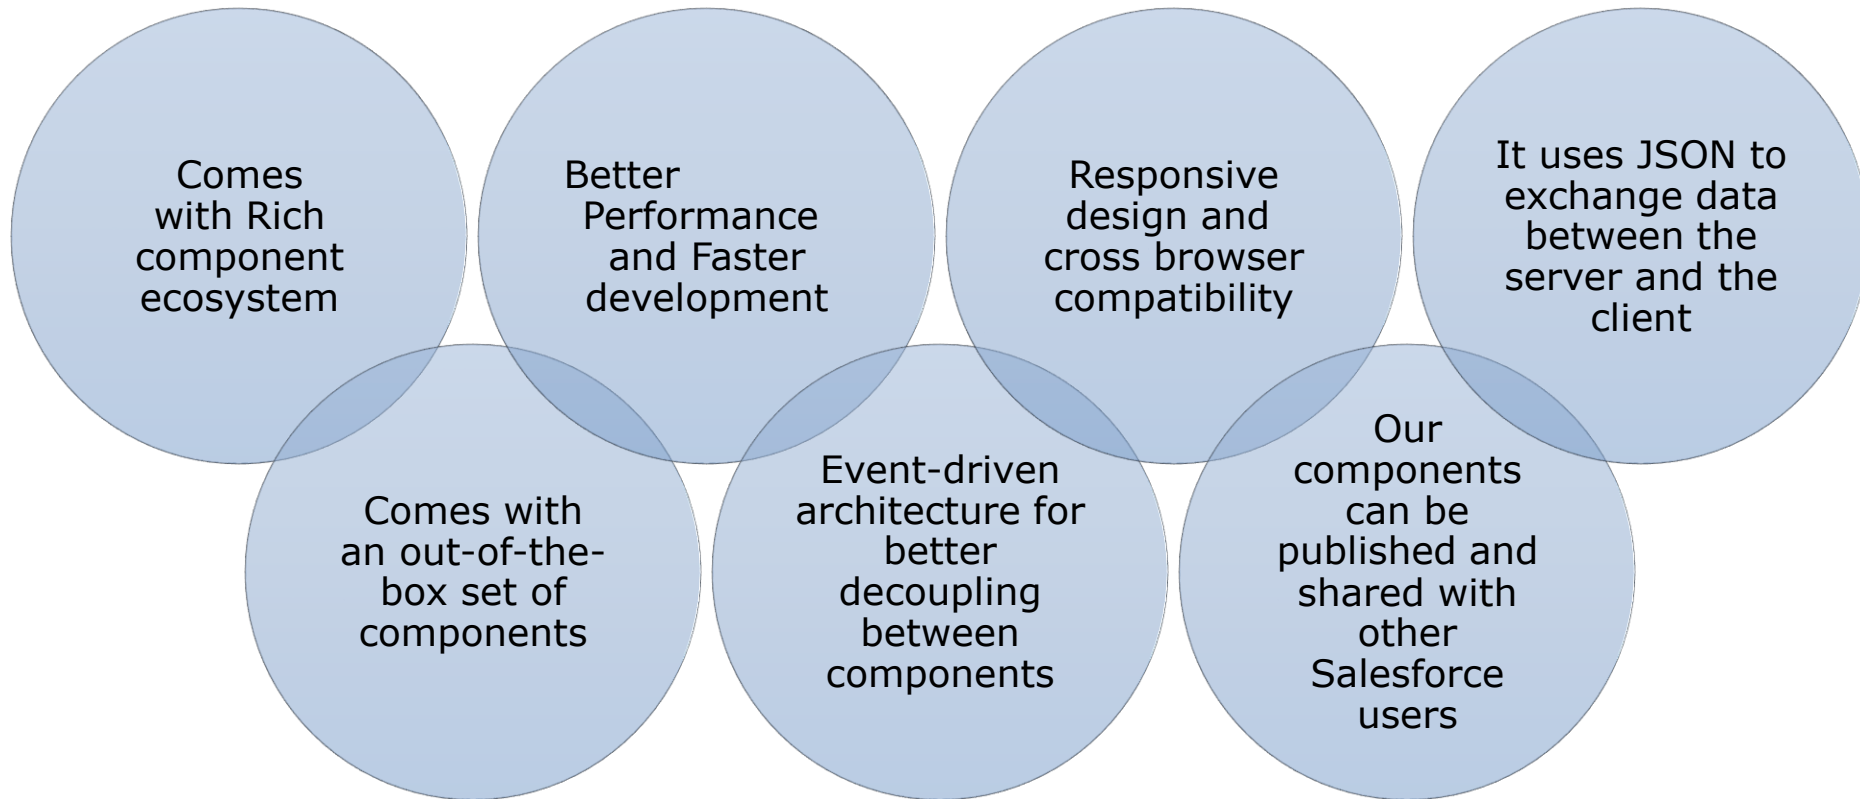 Comes
with Rich
component
ecosystem
Better
Performance
and Faster
development
Responsive
design and
cross browser
compatibility
It uses JSON to
exchange data
between the
server and the
client
Comes with
an out-of-the-
box set of
components
Event-driven
architecture for
better
decoupling
between
components
Our
components
can be
published and
shared with
other
Salesforce
users